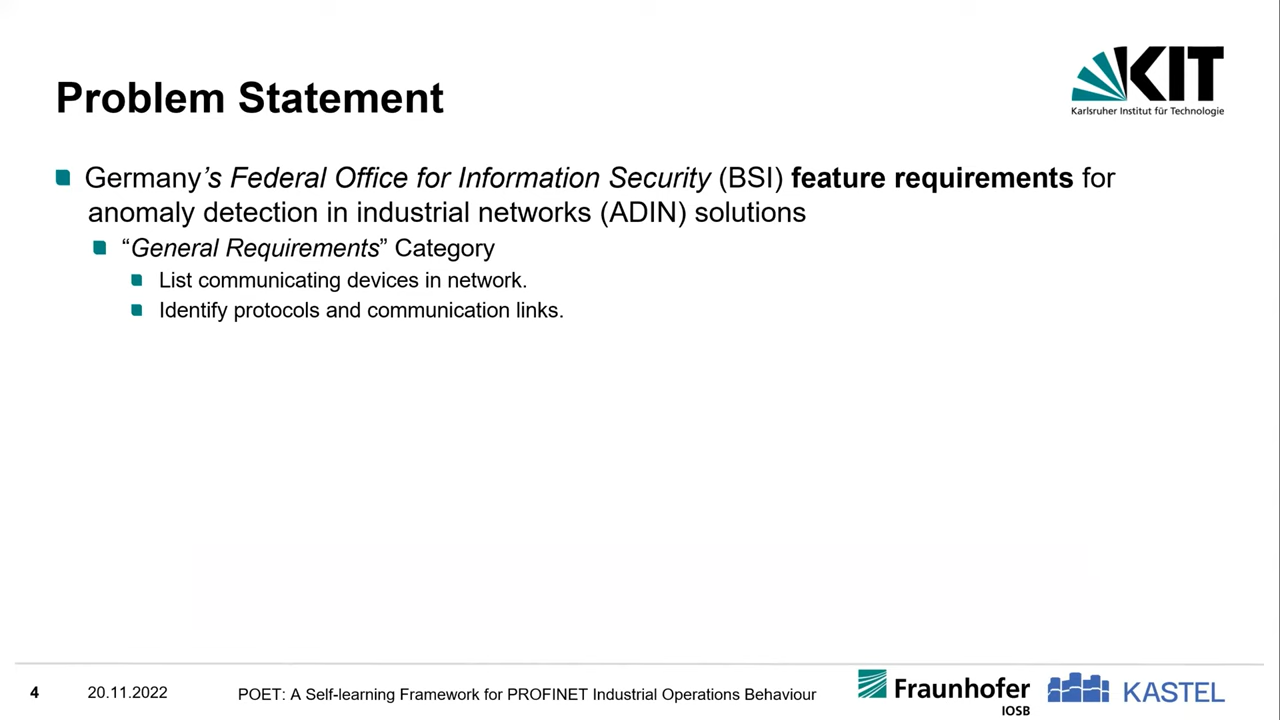 KIT
Karlsruher Institut für Technologie
Problem Statement
Germany's Federal Office for Information Security (BSI) feature requirements for
anomaly detection in industrial networks (ADIN) solutions
“General Requirements” Category
List communicating devices in network.
Identify protocols and communication links.
4
20.11.2022
POET: A Self-learning Framework for PROFINET Industrial Operations Behaviour
Fraunhofer
IOSB
KASTEL